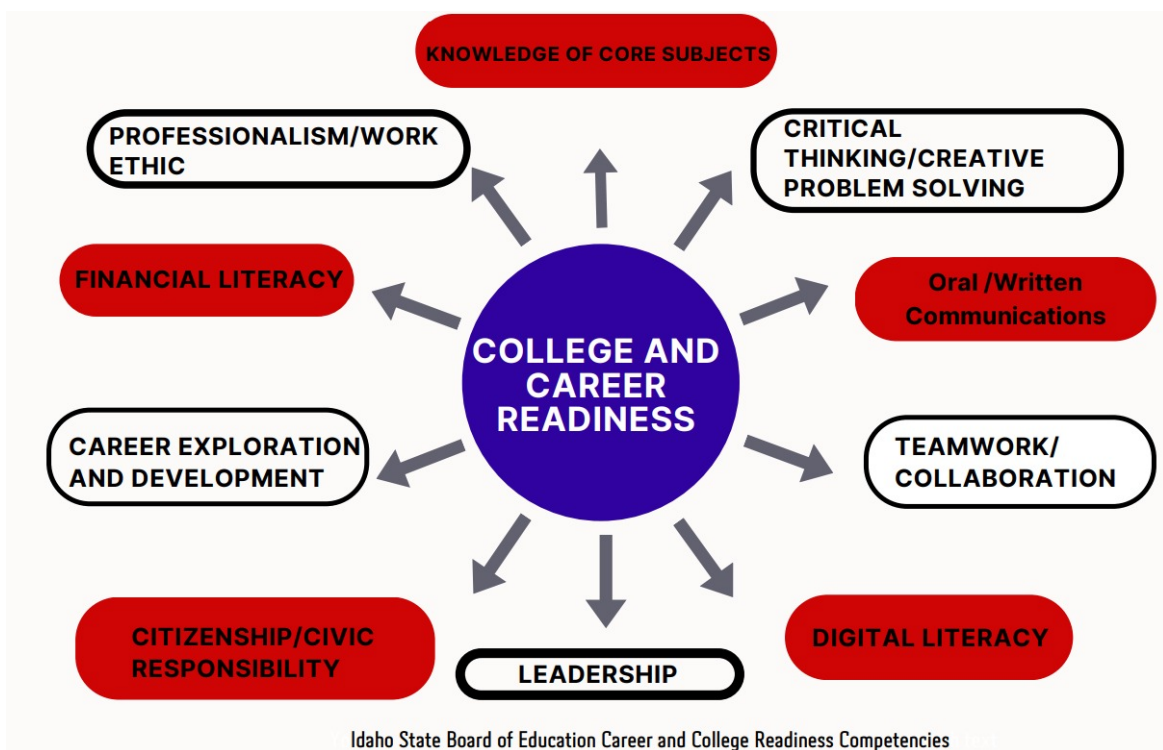 KNOWLEDGE OF CORE SUBJECTS
PROFESSIONALISM/WORK
ETHIC
CRITICAL
THINKING/CREATIVE
PROBLEM SOLVING
FINANCIAL LITERACY
Oral /Written
Communications
COLLEGE AND
CAREER
READINESS
CAREER EXPLORATION
AND DEVELOPMENT
TEAMWORK/
COLLABORATION
CITIZENSHIP/CIVIC
RESPONSIBILITY
LEADERSHIP
DIGITAL LITERACY
Idaho State Board of Education Career and College Readiness Competencies